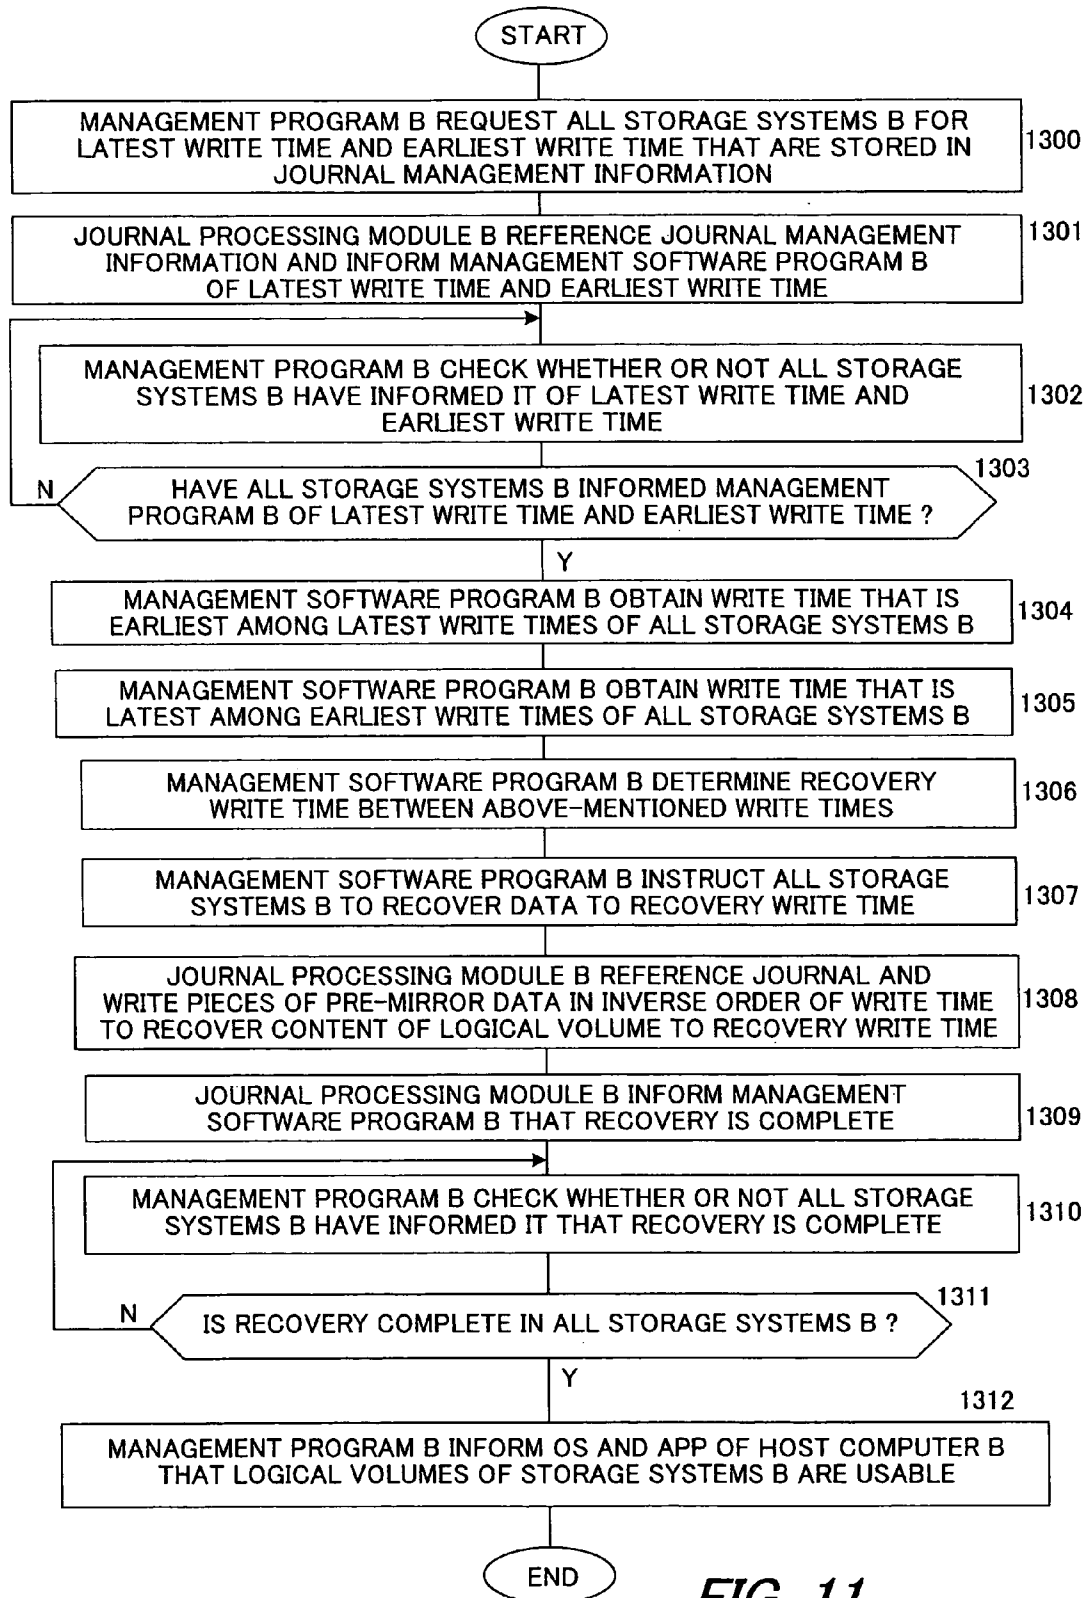 START
MANAGEMENT PROGRAM B REQUEST ALL STORAGE SYSTEMS B FOR
LATEST WRITE TIME AND EARLIEST WRITE TIME THAT ARE STORED IN
JOURNAL MANAGEMENT INFORMATION
1300
JOURNAL PROCESSING MODULE B REFERENCE JOURNAL MANAGEMENT
INFORMATION AND INFORM MANAGEMENT SOFTWARE PROGRAM B
OF LATEST WRITE TIME AND EARLIEST WRITE TIME
1301
MANAGEMENT PROGRAM B CHECK WHETHER OR NOT ALL STORAGE
SYSTEMS B HAVE INFORMED IT OF LATEST WRITE TIME AND
EARLIEST WRITE TIME
1302
1303
N
HAVE ALL STORAGE SYSTEMS B INFORMED MANAGEMENT
PROGRAM B OF LATEST WRITE TIME AND EARLIEST WRITE TIME ?
Y
MANAGEMENT SOFTWARE PROGRAM B OBTAIN WRITE TIME THAT IS
EARLIEST AMONG LATEST WRITE TIMES OF ALL STORAGE SYSTEMS B
1304
MANAGEMENT SOFTWARE PROGRAM B OBTAIN WRITE TIME THAT IS
LATEST AMONG EARLIEST WRITE TIMES OF ALL STORAGE SYSTEMS B
1305
MANAGEMENT SOFTWARE PROGRAM B DETERMINE RECOVERY
WRITE TIME BETWEEN ABOVE-MENTIONED WRITE TIMES
1306
MANAGEMENT SOFTWARE PROGRAM B INSTRUCT ALL STORAGE
SYSTEMS B TO RECOVER DATA TO RECOVERY WRITE TIME
1307
JOURNAL PROCESSING MODULE B REFERENCE JOURNAL AND
WRITE PIECES OF PRE-MIRROR DATA IN INVERSE ORDER OF WRITE TIME
TO RECOVER CONTENT OF LOGICAL VOLUME TO RECOVERY WRITE TIME
1308
JOURNAL PROCESSING MODULE B INFORM MANAGEMENT
SOFTWARE PROGRAM B THAT RECOVERY IS COMPLETE
1309
MANAGEMENT PROGRAM B CHECK WHETHER OR NOT ALL STORAGE
SYSTEMS B HAVE INFORMED IT THAT RECOVERY IS COMPLETE
1310
1311
N
IS RECOVERY COMPLETE IN ALL STORAGE SYSTEMS B ?
Y
1312
MANAGEMENT PROGRAM B INFORM OS AND APP OF HOST COMPUTER B
THAT LOGICAL VOLUMES OF STORAGE SYSTEMS B ARE USABLE
END
FIG. 11